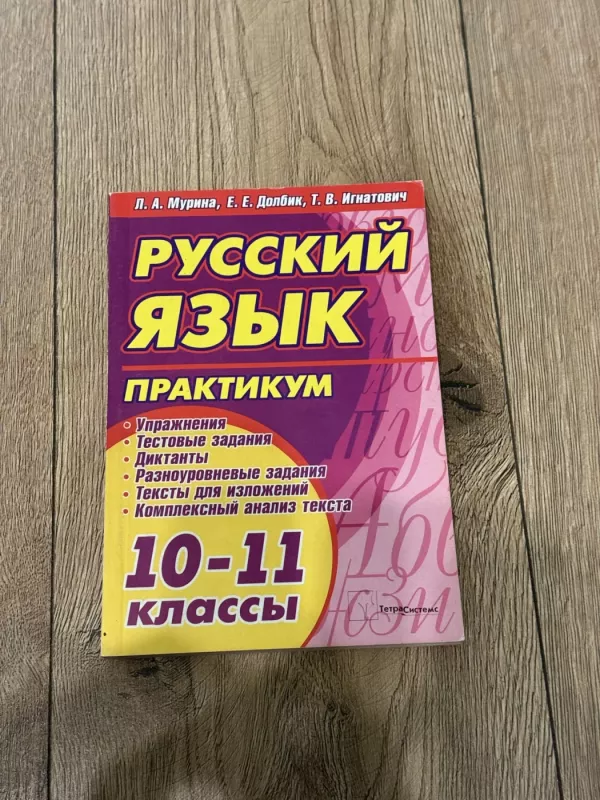 Л. А. Мурина, Е. Е. Долбик, Т. В. Игнатович
РУССКИЙ
ЯЗЫК
ПРАКТИКУМ
• Упражнения
• Тестовые задания
• Диктанты
• Разноуровневые задания
• Тексты для изложений
• Комплексный анализ текста
10-11
классы
ТетраСистемс